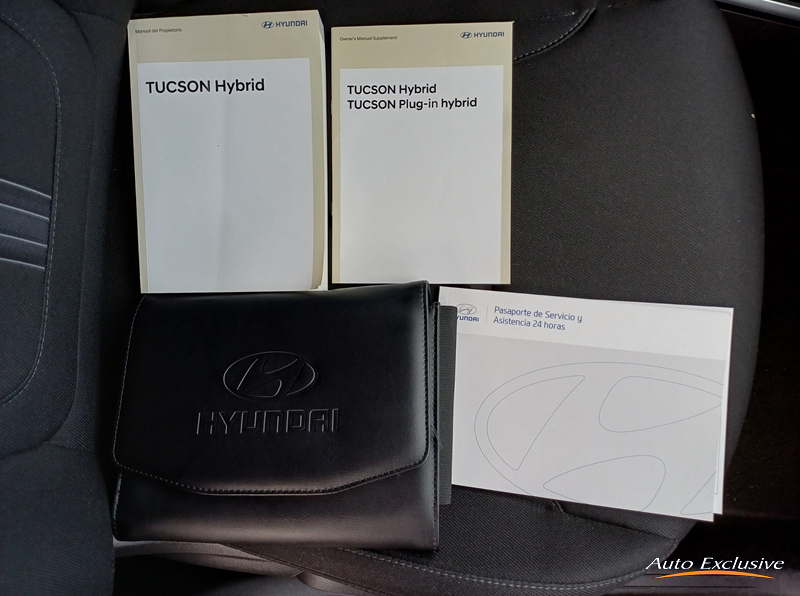 Manual del Propietario
HYUNDAI
TUCSON Hybrid
Owner's Manual Supplement
HYUNDAI
TUCSON Hybrid
TUCSON Plug-in hybrid
HYUNDAI
HYUNDAI
Pasaporte de Servicio y
Asistencia 24 horas
Auto Exclusive